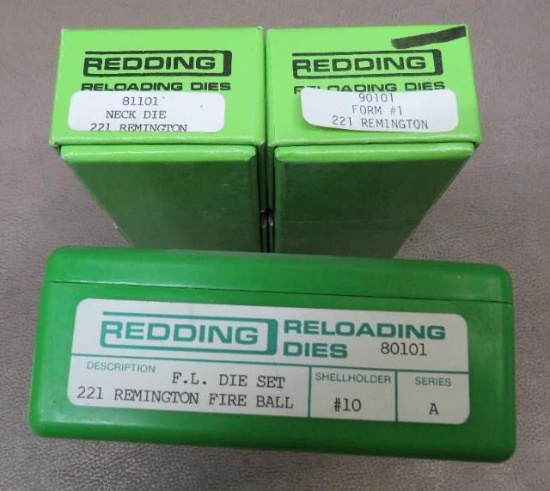 REDDING
RELOADING DIES
81101
NECK DIE
221 REMINGTON
REDDING
RELOADING DIES
90101
FORM #1
221 REMINGTON
REDDING RELOADING DIES 80101
DESCRIPTION SHELLHOLDER SERIES
F.L. DIE SET
221 REMINGTON FIRE BALL #10 A